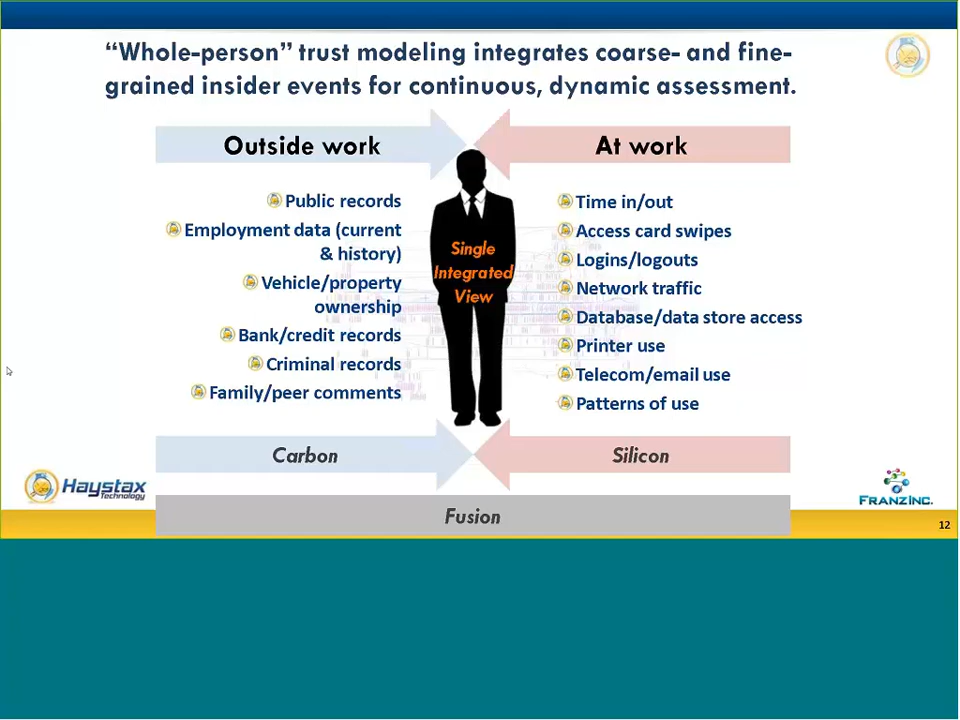 “Whole-person” trust modeling integrates coarse- and fine-
grained insider events for continuous, dynamic assessment.
Outside work
At work
Public records
Employment data (current
& history)
Vehicle/property
ownership
Bank/credit records
Criminal records
Family/peer comments
Single
Integrated
View
Time in/out
Access card swipes
Logins/logouts
Network traffic
Database/data store access
Printer use
Telecom/email use
Patterns of use
Carbon
Silicon
Haystax
Technology
FRANZ INC.
Fusion
12